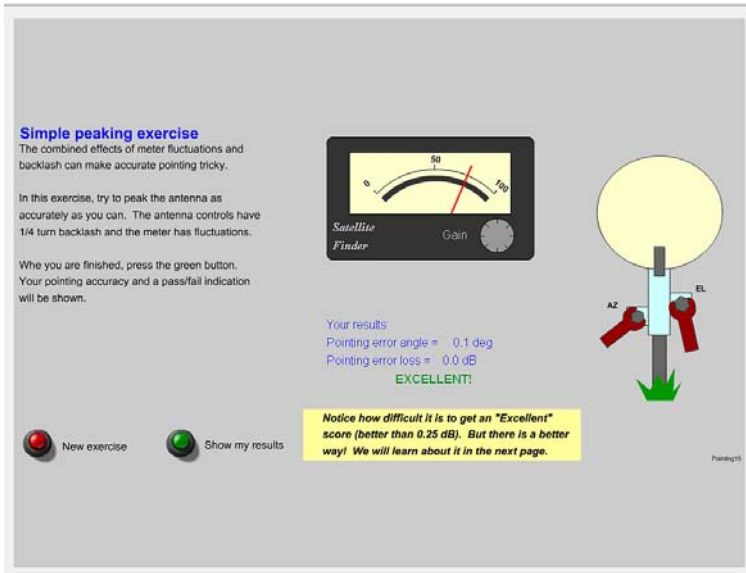 Simple peaking exercise
The combined effects of meter fluctuations and
backlash can make accurate pointing tricky.
In this exercise, try to peak the antenna as
accurately as you can. The antenna controls have
1/4 turn backlash and the meter has fluctuations.
Whe you are finished, press the green button.
Your pointing accuracy and a pass/fail indication
will be shown.
0
50
100
Satellite
Finder
Gain
AZ
EL
Your results:
Pointing error angle = 0.1 deg
Pointing error loss = 0.0 dB
EXCELLENT!
New exercise
Show my results
Notice how difficult it is to get an "Excellent"
score (better than 0.25 dB). But there is a better
way! We will learn about it in the next page.
Pointing15